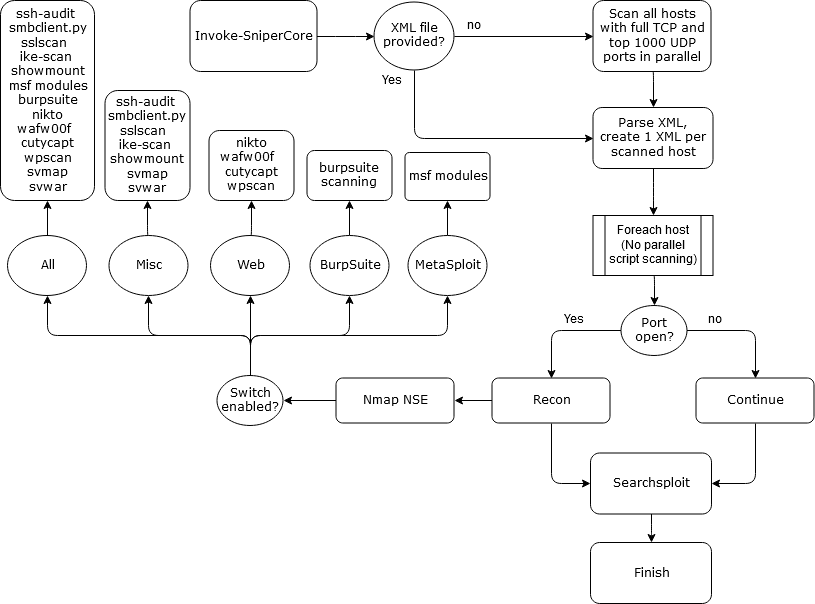 ssh-audit
smbclient.py
sslscan
ike-scan
showmount
msf modules
burpsuite
nikto
wafw00f
cutycapt
wpscan
svmap
svwar
ssh-audit
smbclient.py
sslscan
ike-scan
showmount
svmap
svwar
nikto
wafw00f
cutycapt
wpscan
burpsuite
scanning
msf modules
Invoke-SniperCore
XML file
provided?
no
Yes
Scan all hosts
with full TCP and
top 1000 UDP
ports in parallel
Parse XML,
create 1 XML per
scanned host
Foreach host
(No parallel
script scanning)
All
Misc
Web
BurpSuite
MetaSploit
Port
open?
Yes
no
Switch
enabled?
Nmap NSE
Recon
Continue
Searchsploit
Finish